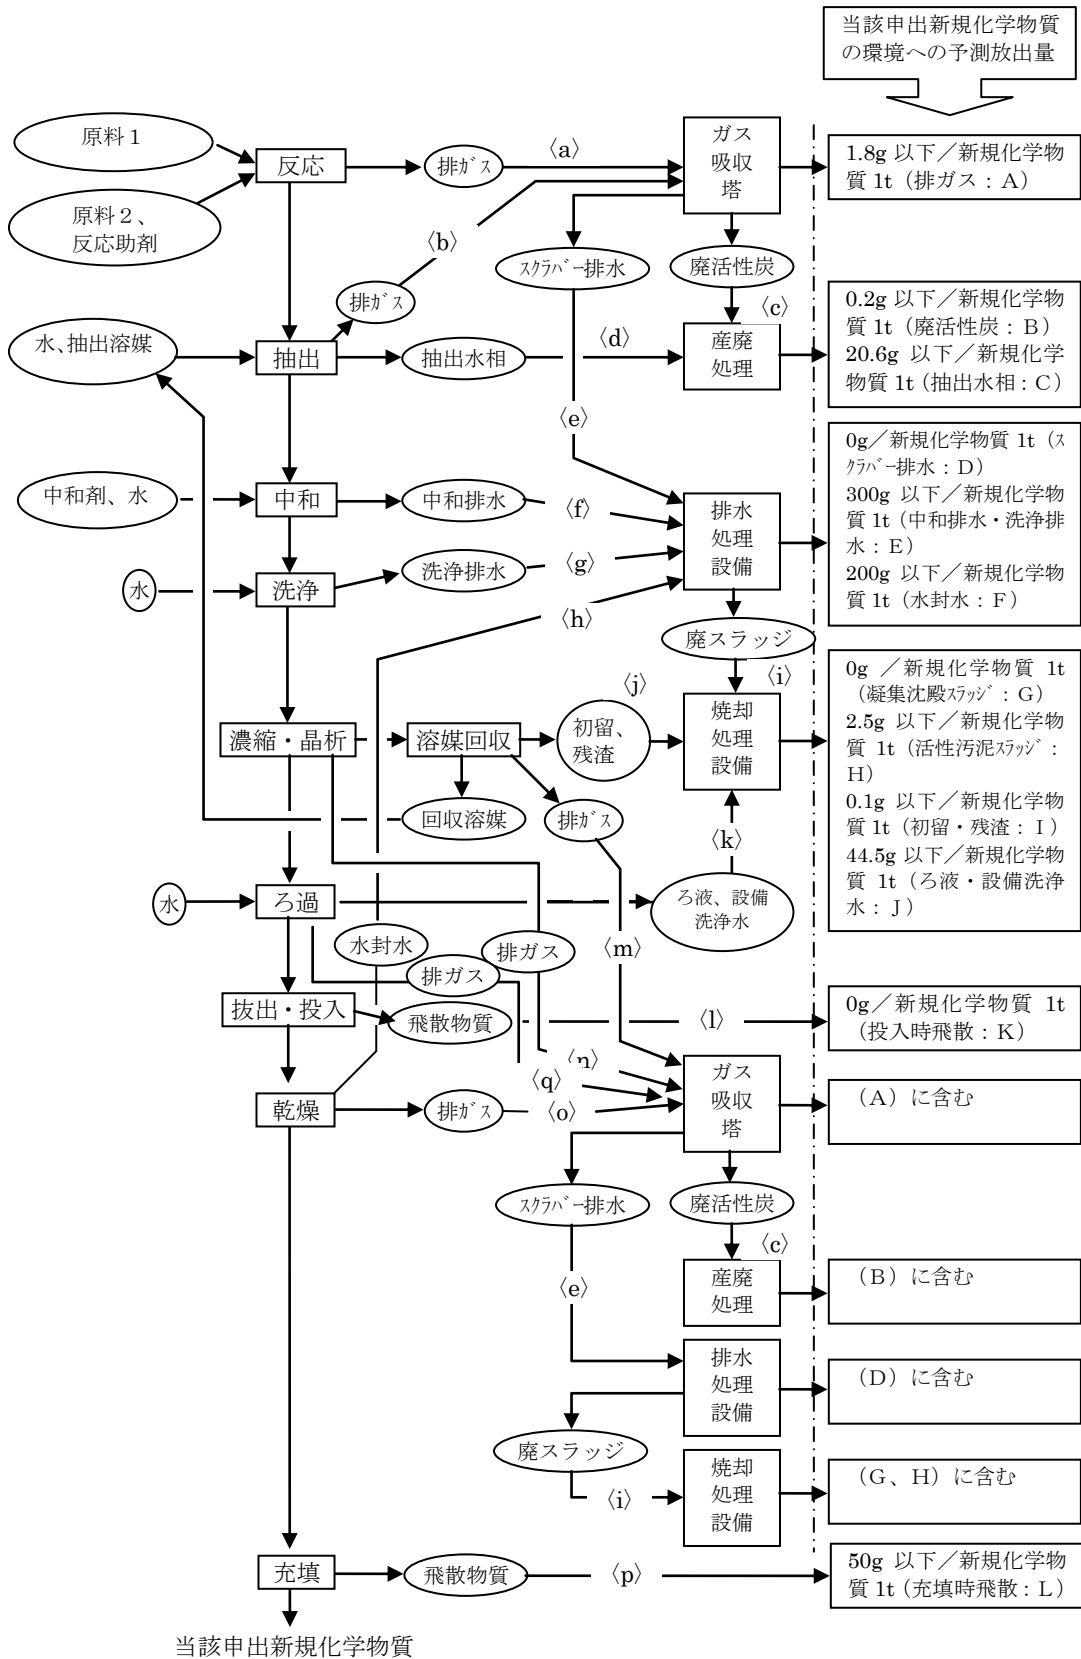 当該申出新規化学物質
の環境への予測放出量
原料１
反応
排ガス
〈a〉
ガス
吸収
塔
1.8g 以下／新規化学物
質 1t（排ガス：A）
原料２、
反応助剤
〈b〉
スクラバー排水
廃活性炭
排ガス
〈c〉
0.2g 以下／新規化学物
質 1t（廃活性炭：B）
20.6g 以下／新規化学
物質 1t（抽出水相：C）
水、抽出溶媒
抽出
抽出水相
〈d〉
産廃
処理
〈e〉
0g／新規化学物質 1t（ス
クラバー排水：D）
300g 以下／新規化学物
質 1t（中和排水・洗浄排
水：E）
200g 以下／新規化学物
質 1t（水封水：F）
中和剤、水
中和
中和排水
〈f〉
排水
処理
設備
水
洗浄
洗浄排水
〈g〉
〈h〉
廃スラッジ
〈i〉
0g ／新規化学物質 1t
（凝集沈殿スラッジ：G）
2.5g 以下／新規化学物
質 1t（活性汚泥スラッジ：
H）
0.1g 以下／新規化学物
質 1t（初留・残渣：I）
44.5g 以下／新規化学物
質 1t（ろ液・設備洗浄
水：J）
〈j〉
濃縮・晶析
溶媒回収
初留、
残渣
焼却
処理
設備
回収溶媒
排ガス
〈k〉
水
ろ過
ろ液、設備
洗浄水
水封水
排ガス
排ガス
〈m〉
抜出・投入
飛散物質
〈l〉
0g／新規化学物質 1t
（投入時飛散：K）
〈n〉
〈q〉
乾燥
排ガス
〈o〉
ガス
吸収
塔
（A）に含む
スクラバー排水
廃活性炭
〈c〉
〈e〉
産廃
処理
（B）に含む
排水
処理
設備
（D）に含む
廃スラッジ
〈i〉
焼却
処理
設備
（G、H）に含む
充填
飛散物質
〈p〉
50g 以下／新規化学物
質 1t（充填時飛散：L）
当該申出新規化学物質